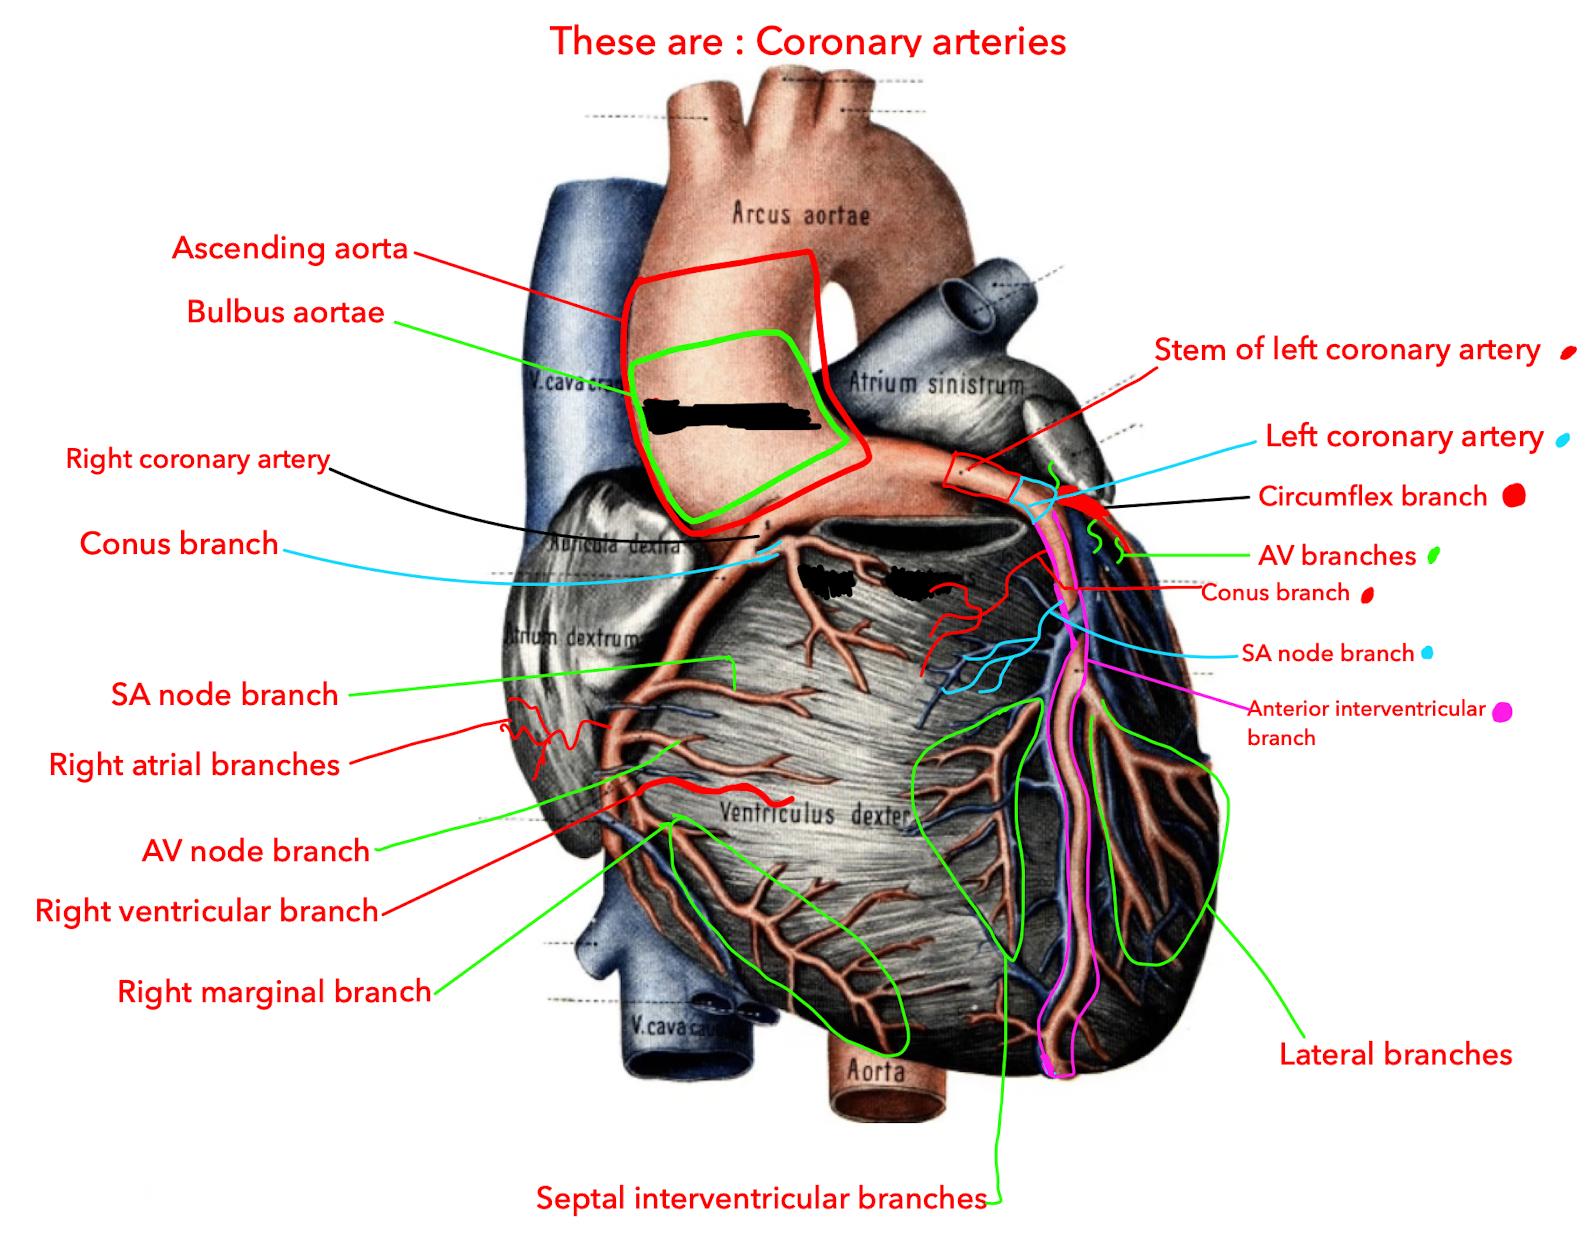 These are : Coronary arteries
Arcus aortae
Ascending aorta
Bulbus aortae
V.cava
Atrium sinistrum
Stem of left coronary artery
Left coronary artery
Right coronary artery
Circumflex branch
Conus branch
Auricula dextra
AV branches
Conus branch
Atrium dextrum
SA node branch
SA node branch
Anterior interventricular
branch
Right atrial branches
Ventriculus dexter
AV node branch
Right ventricular branch
Right marginal branch
V.cava
Lateral branches
Aorta
Septal interventricular branches